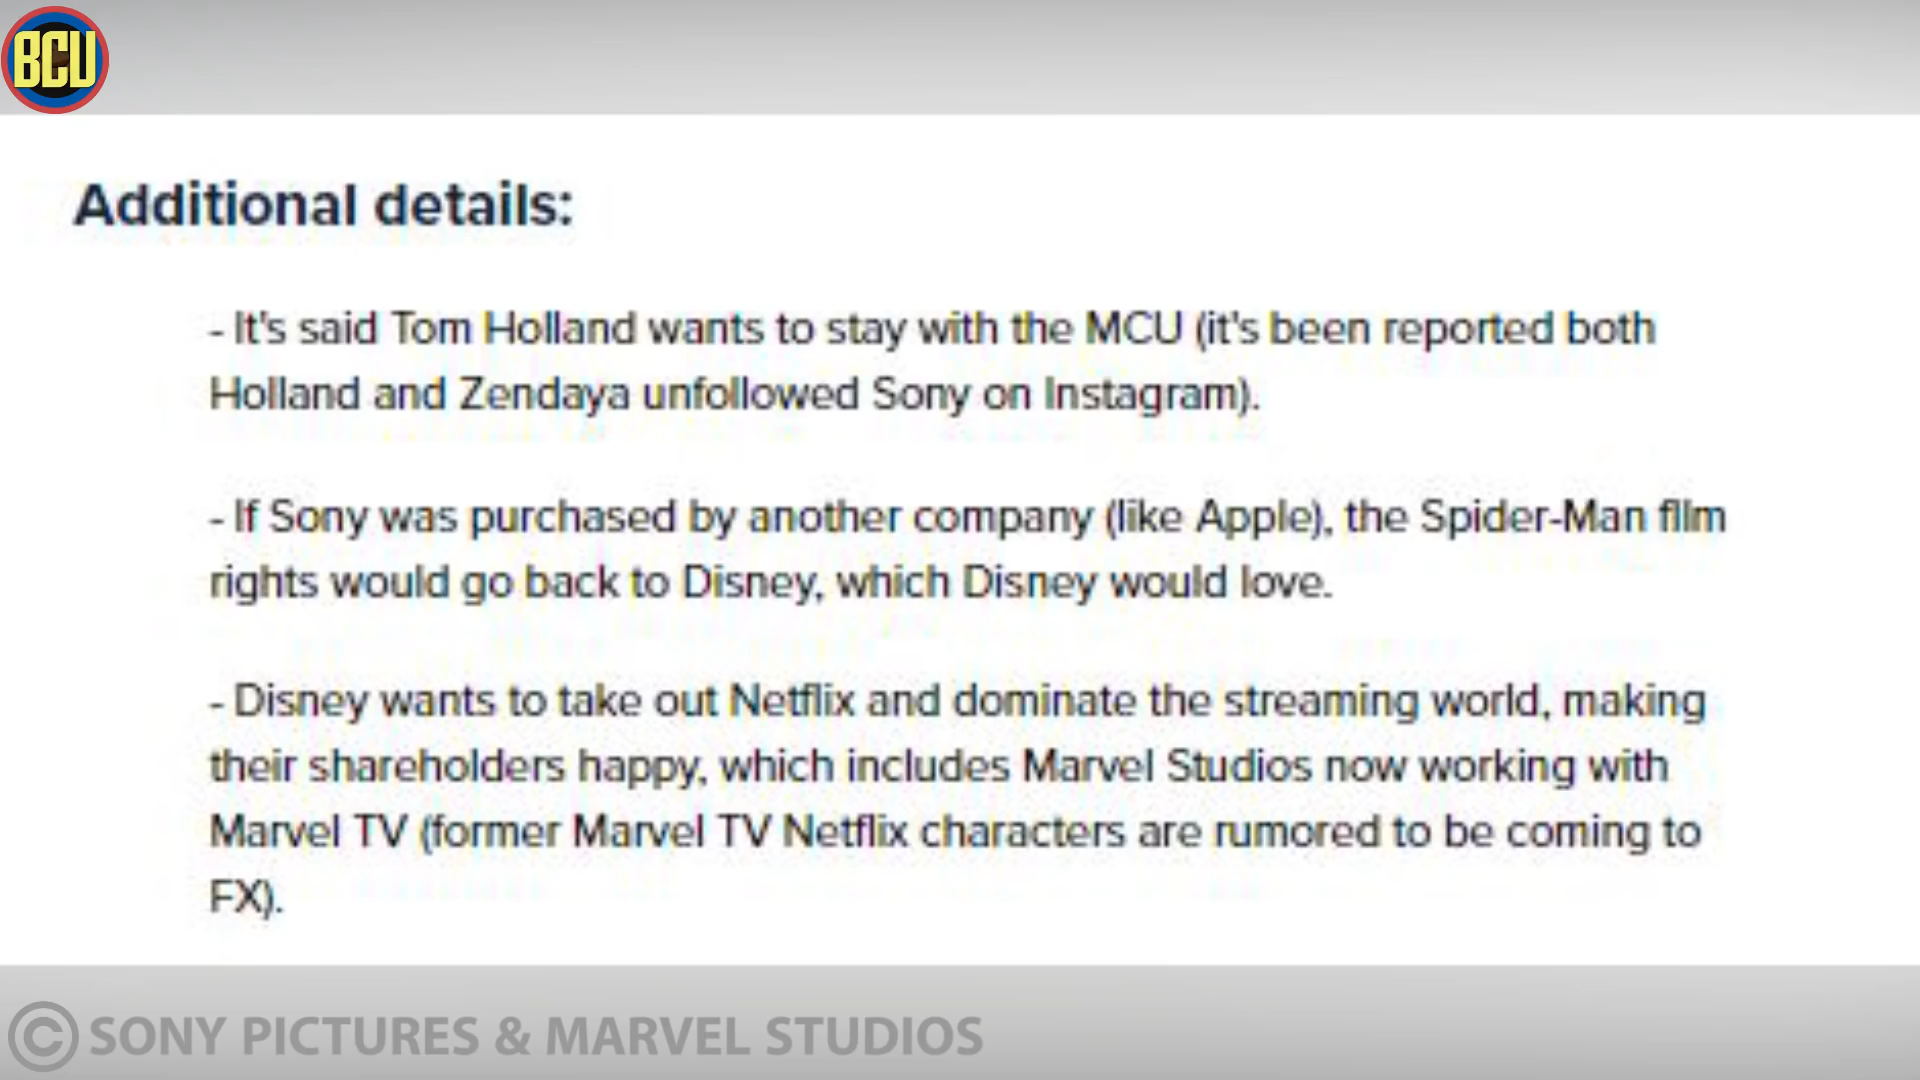 BCU
Additional details:
- It's said Tom Holland wants to stay with the MCU (it's been reported both
Holland and Zendaya unfollowed Sony on Instagram).
- If Sony was purchased by another company (like Apple), the Spider-Man film
rights would go back to Disney, which Disney would love.
- Disney wants to take out Netflix and dominate the streaming world, making
their shareholders happy, which includes Marvel Studios now working with
Marvel TV (former Marvel TV Netflix characters are rumored to be coming to
FX).
© SONY PICTURES & MARVEL STUDIOS